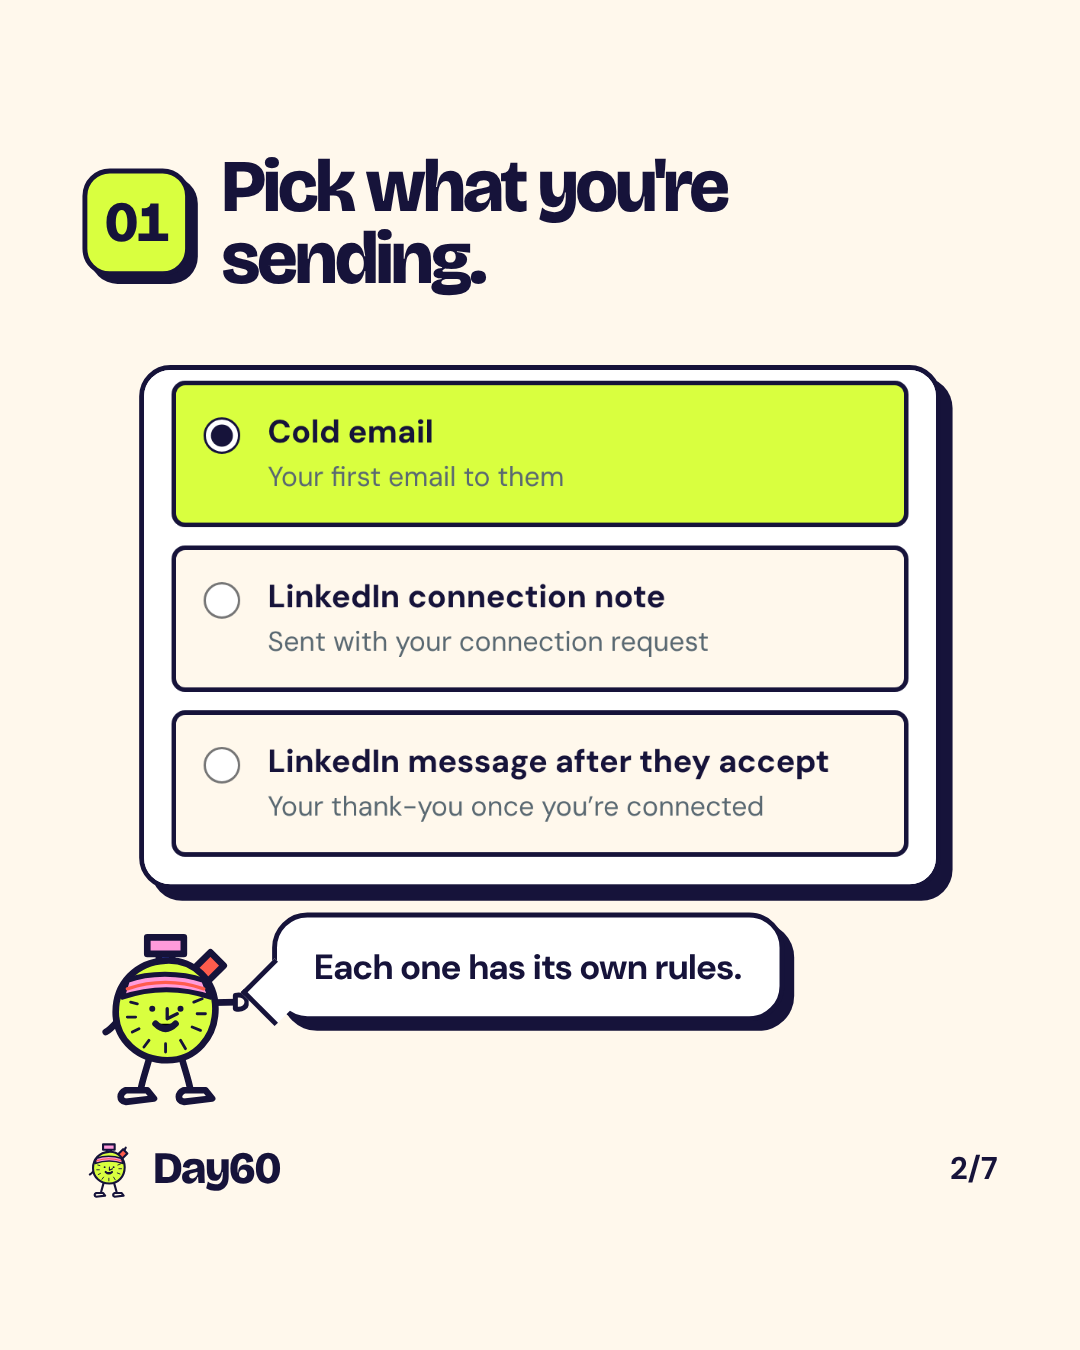 01
Pick what you're
sending.
Cold email
Your first email to them
LinkedIn connection note
Sent with your connection request
LinkedIn message after they accept
Your thank-you once you’re connected
Each one has its own rules.
Day60
2/7